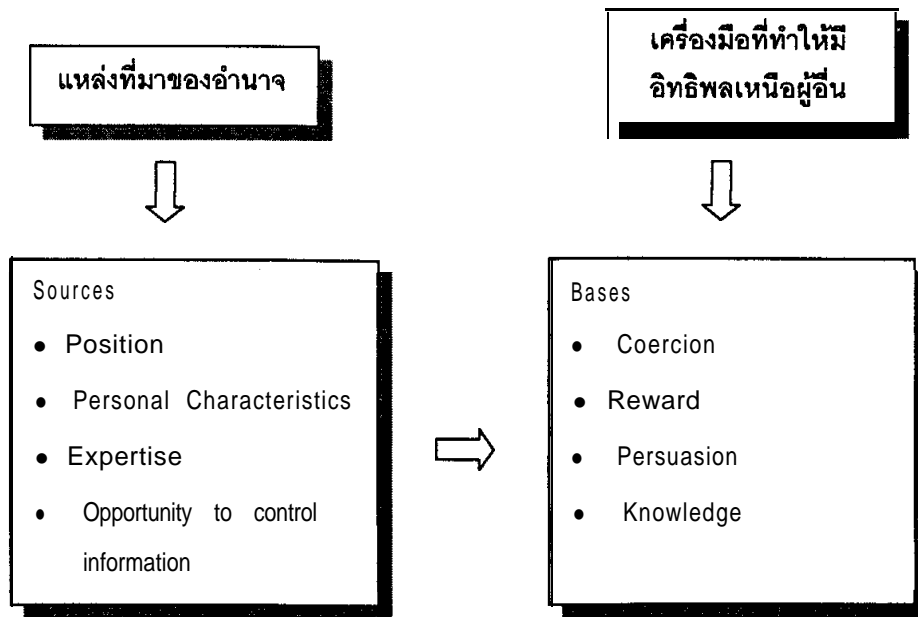 แหล่งที่มาของอำนาจ
เครื่องมือที่ทำให้มี
อิทธิพลเหนือผู้อื่น
Sources
• Position
• Personal Characteristics
• Expertise
• Opportunity to control
information
Bases
• Coercion
• Reward
• Persuasion
• Knowledge